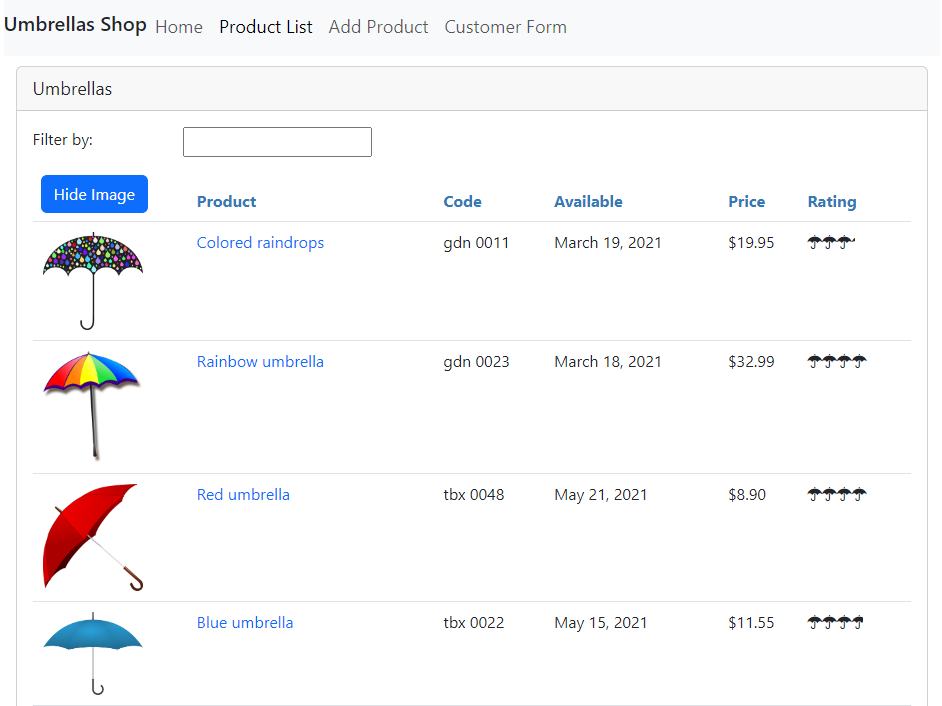 Umbrellas Shop Home Product List Add Product Customer Form
Umbrellas
Filter by:
Hide Image Product Code Available Price Rating
Colored raindrops gdn 0011 March 19, 2021 $19.95
Rainbow umbrella gdn 0023 March 18, 2021 $32.99
Red umbrella tbx 0048 May 21, 2021 $8.90
Blue umbrella tbx 0022 May 15, 2021 $11.55